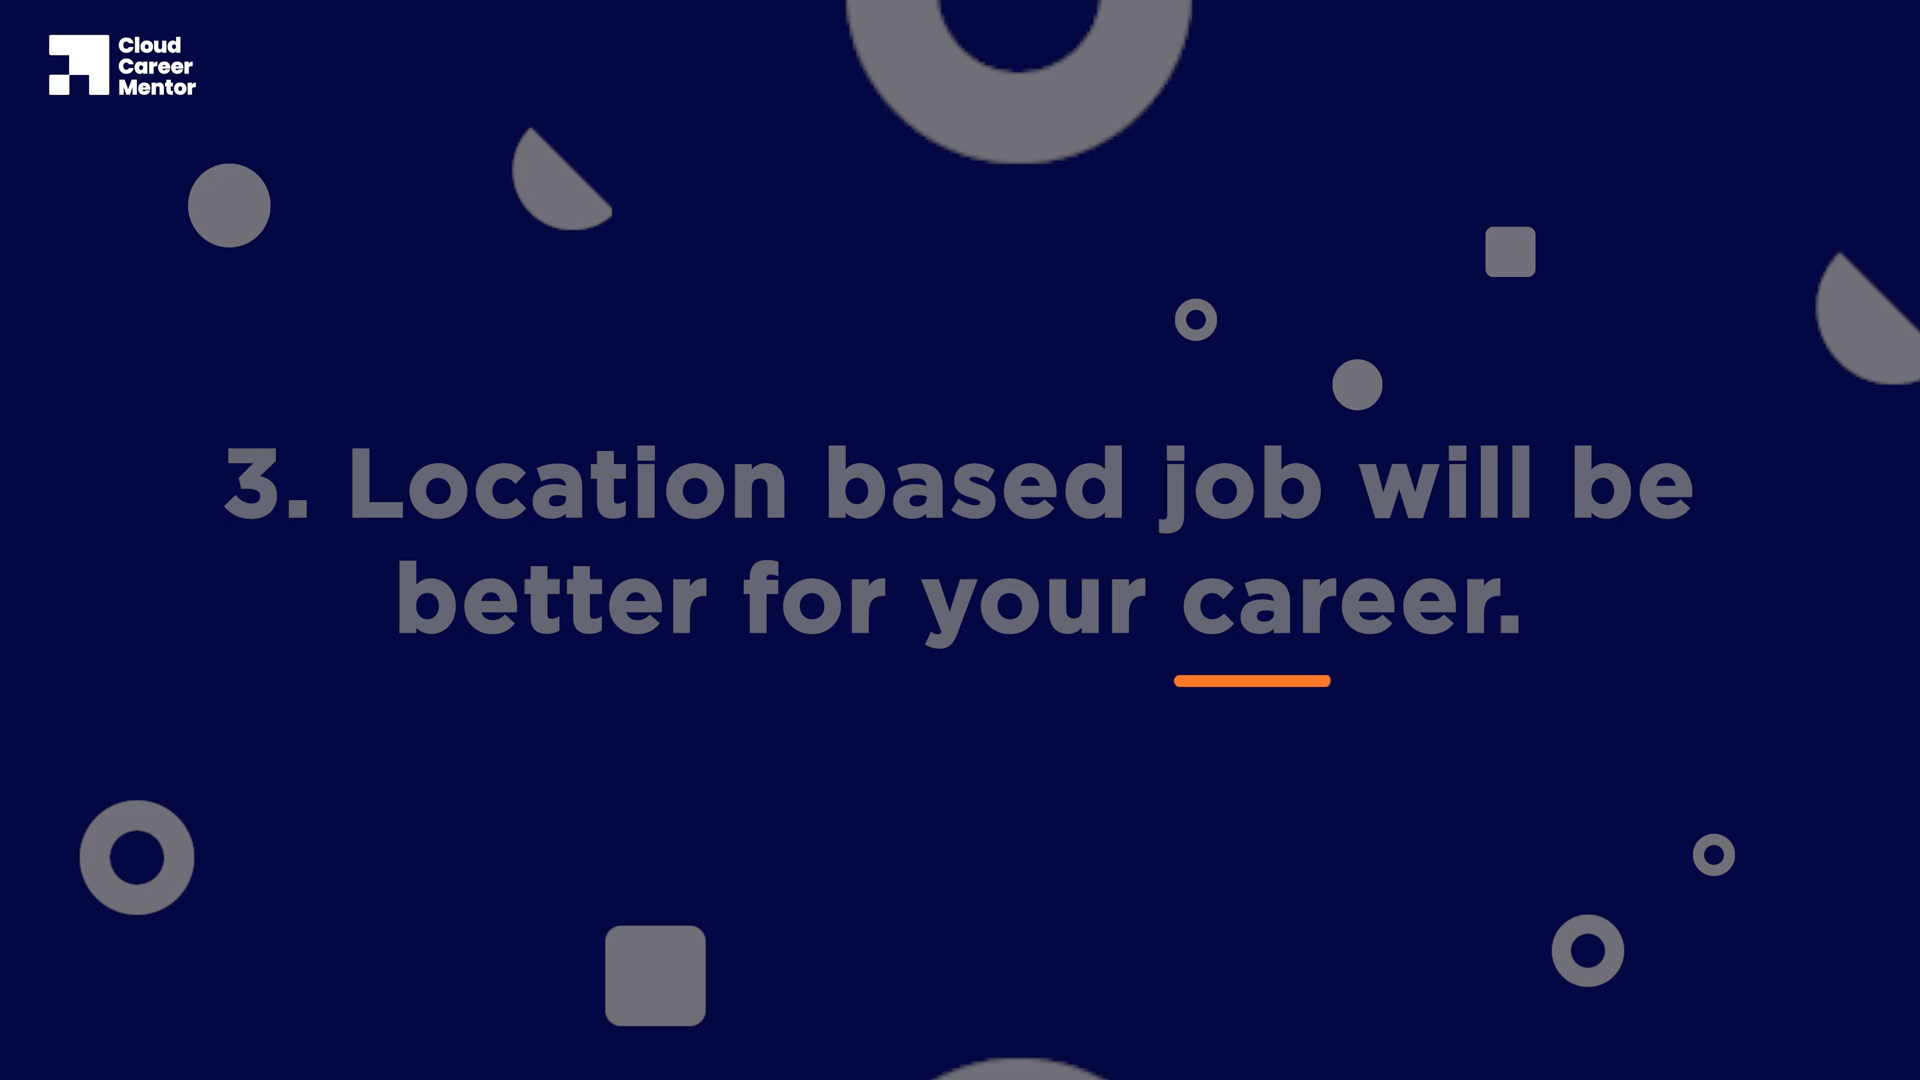 Cloud
Career
Mentor
3. Location based job will be
better for your career.